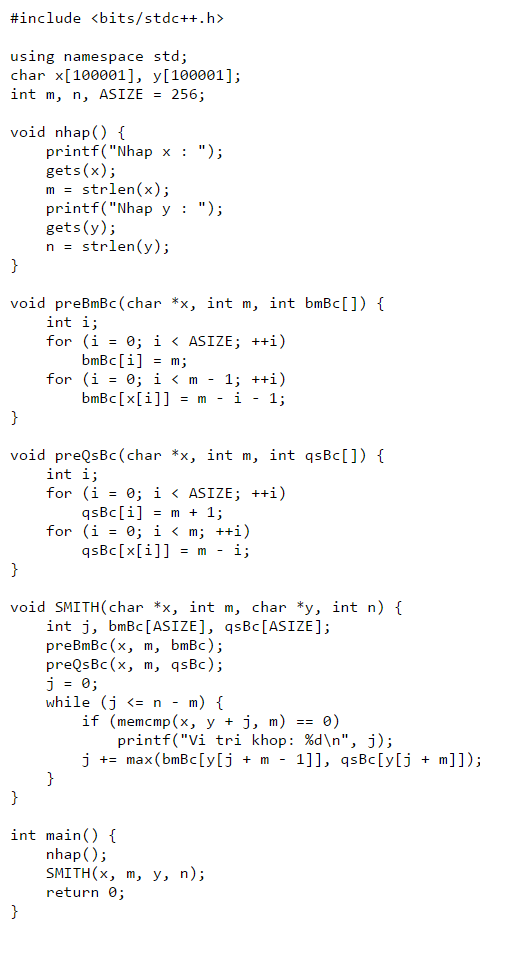 #include <bits/stdc++.h>

using namespace std;
char x[100001], y[100001];
int m, n, ASIZE = 256;

void nhap() {
    printf("Nhap x : ");
    gets(x);
    m = strlen(x);
    printf("Nhap y : ");
    gets(y);
    n = strlen(y);
}

void preBmBc(char *x, int m, int bmBc[]) {
    int i;
    for (i = 0; i < ASIZE; ++i)
        bmBc[i] = m;
    for (i = 0; i < m - 1; ++i)
        bmBc[x[i]] = m - i - 1;
}

void preQsBc(char *x, int m, int qsBc[]) {
    int i;
    for (i = 0; i < ASIZE; ++i)
        qsBc[i] = m + 1;
    for (i = 0; i < m; ++i)
        qsBc[x[i]] = m - i;
}

void SMITH(char *x, int m, char *y, int n) {
    int j, bmBc[ASIZE], qsBc[ASIZE];
    preBmBc(x, m, bmBc);
    preQsBc(x, m, qsBc);
    j = 0;
    while (j <= n - m) {
        if (memcmp(x, y + j, m) == 0)
            printf("Vi tri khop: %d\n", j);
        j += max(bmBc[y[j + m - 1]], qsBc[y[j + m]]);
    }
}

int main() {
    nhap();
    SMITH(x, m, y, n);
    return 0;
}